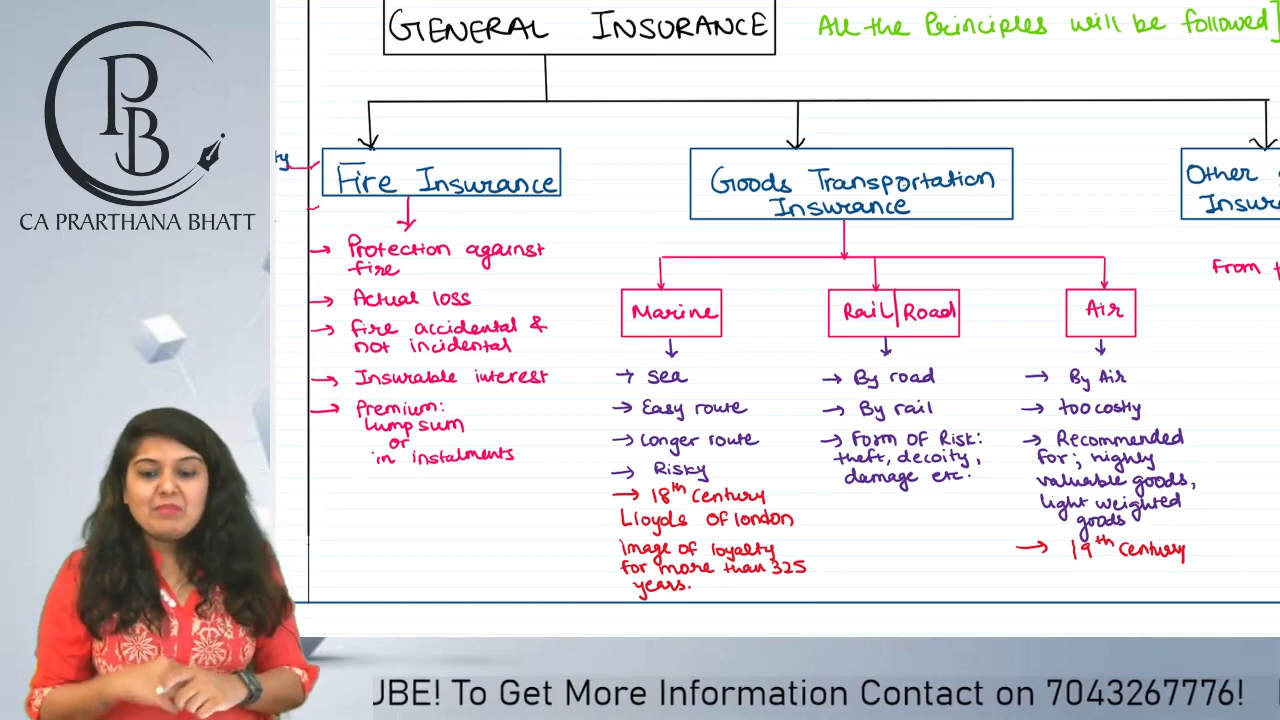 GENERAL INSURANCE
All the Principles will be followed]
PB
CA PRARTHANA BHATT
Fire Insurance
Goods Transportation
Insurance
Other
Insur
→ Protection against
fire
→ Actual loss
→ fire accidental &
not incidental
→ Insurable interest
→ Premium:
Lump sum
or
in instalments
From
Marine
→ Sea
→ Easy route
→ Longer route
→ Risky
→ 18th Century
Lloyds of london
Image of loyalty
for more than 325
years.
Rail/Road
→ By road
→ By rail
→ Form of Risk:
theft, decoity,
damage etc.
Air
→ By Air
→ too costly
→ Recommended
for; highly
valuable goods,
light weighted
goods
→ 19th Century
JBE! To Get More Information Contact on 7043267776!